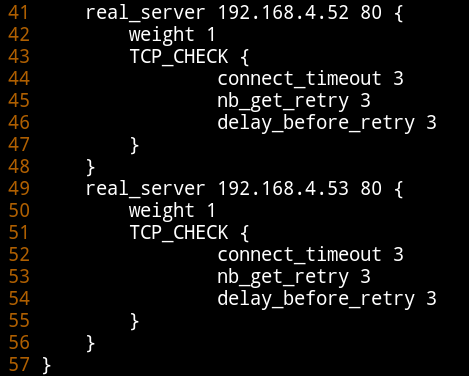 41     real_server 192.168.4.52 80 {
42         weight 1
43         TCP_CHECK {
44                 connect_timeout 3
45                 nb_get_retry 3
46                 delay_before_retry 3
47         }
48     }
49     real_server 192.168.4.53 80 {
50         weight 1
51         TCP_CHECK {
52                 connect_timeout 3
53                 nb_get_retry 3
54                 delay_before_retry 3
55         }
56     }
57 }